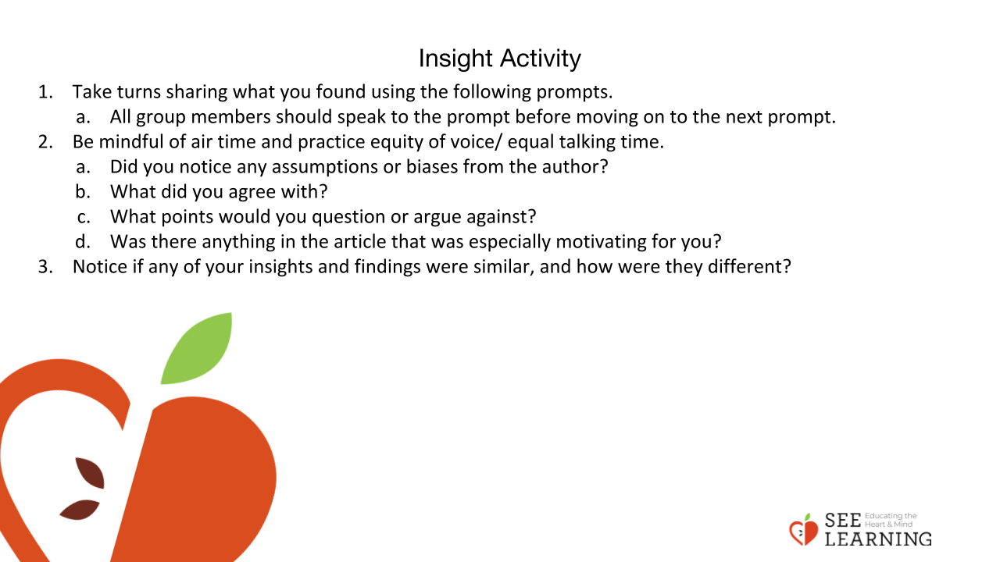 Insight Activity
1. Take turns sharing what you found using the following prompts.
a. All group members should speak to the prompt before moving on to the next prompt.
2. Be mindful of air time and practice equity of voice/ equal talking time.
a. Did you notice any assumptions or biases from the author?
b. What did you agree with?
c. What points would you question or argue against?
d. Was there anything in the article that was especially motivating for you?
3. Notice if any of your insights and findings were similar, and how were they different?
SEE Educating the
Heart & Mind
LEARNING